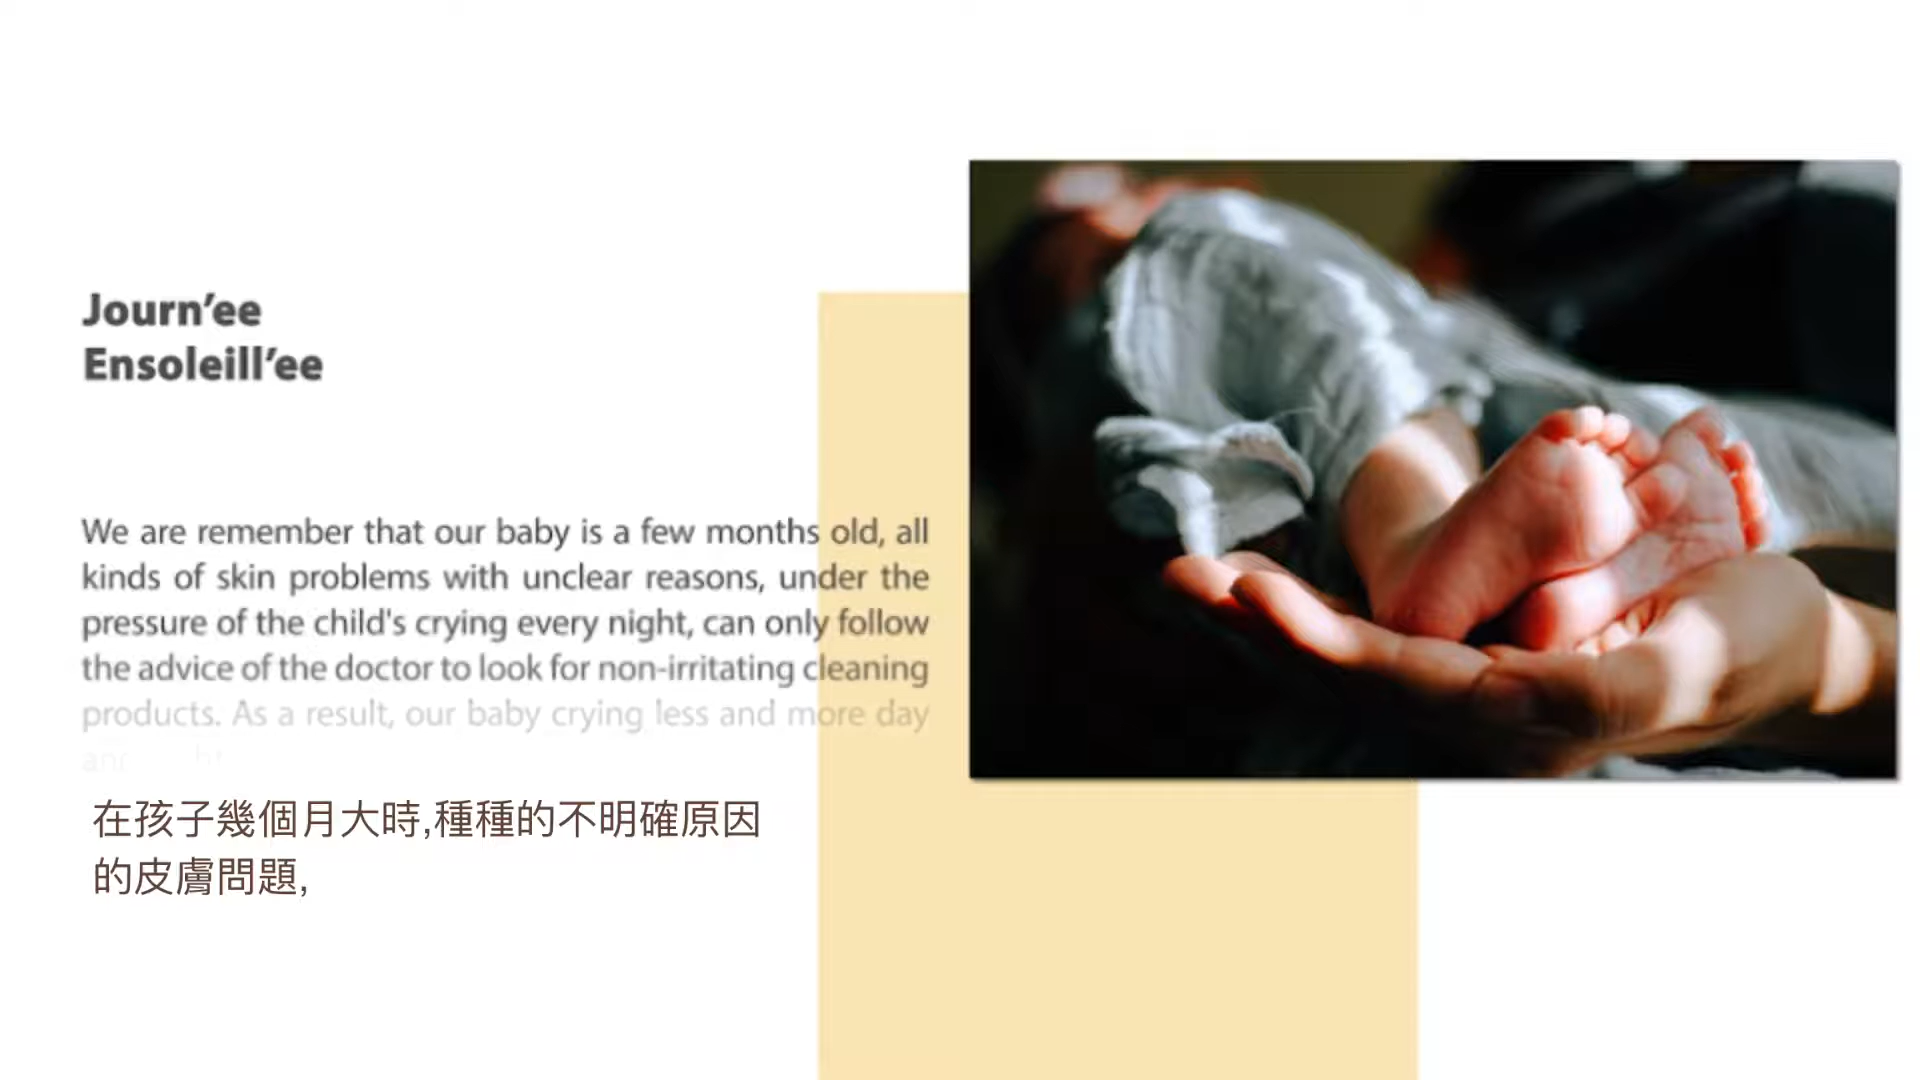 Journ’ee
Ensoleill’ee
We are remember that our baby is a few months old, all
kinds of skin problems with unclear reasons, under the
pressure of the child's crying every night, can only follow
the advice of the doctor to look for non-irritating cleaning
products. As a result, our baby crying less and more day
在孩子幾個月大時,種種的不明確原因
的皮膚問題,